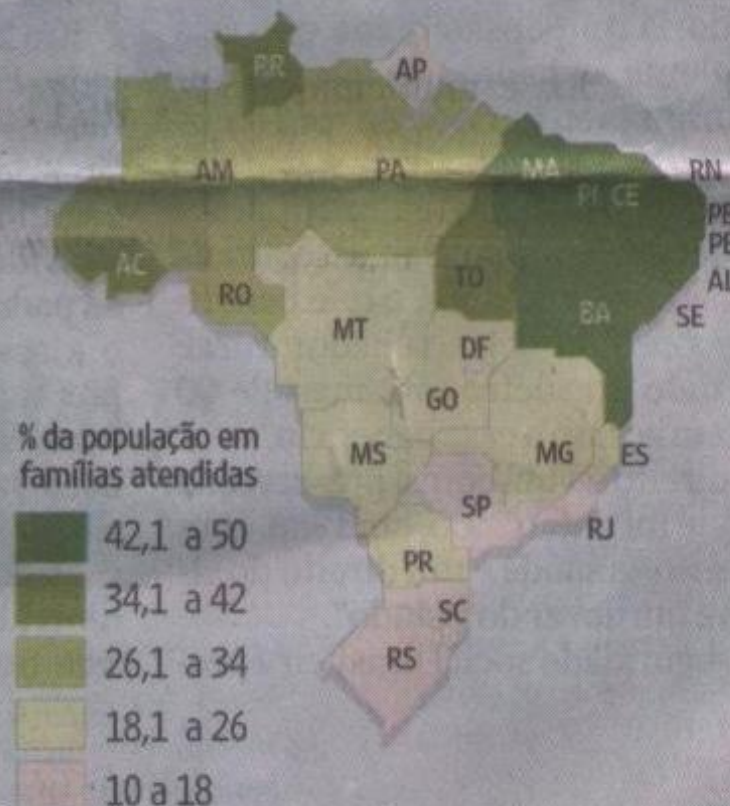 RR
AP
AM
PA
MA
RN
PI CE
PE
AC
TO
AL
RO
BA
SE
MT
DF
GO
% da população em
famílias atendidas
MS
MG
ES
42,1 a 50
SP
RJ
34,1 a 42
PR
SC
26,1 a 34
RS
18,1 a 26
10 a 18